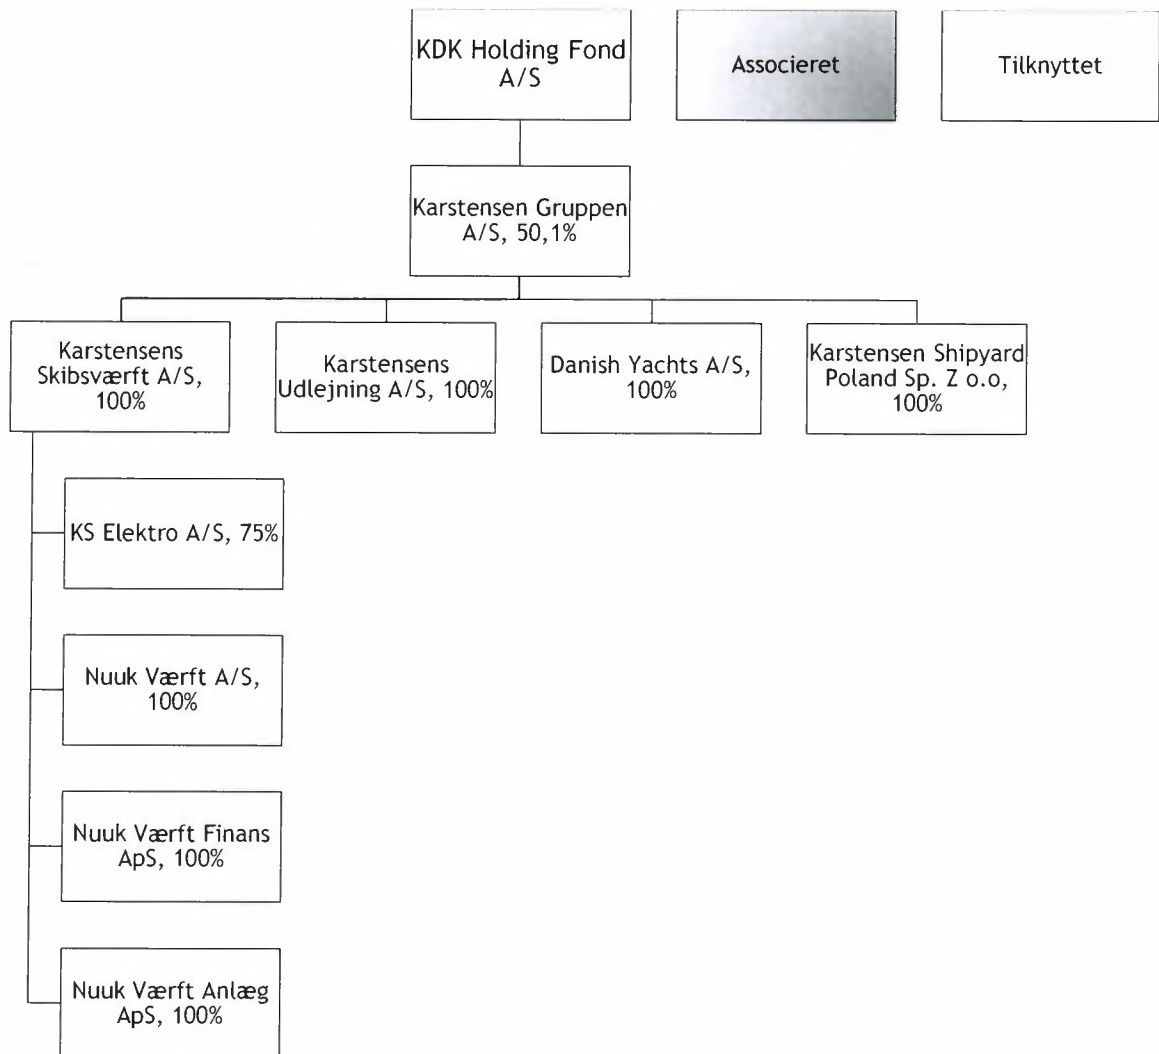 KDK Holding Fond
A/S
Associeret
Tilknyttet
Karstensen Gruppen
A/S, 50,1%
Karstensens
Skibsværft A/S,
100%
Karstensens
Udlejning A/S, 100%
Danish Yachts A/S,
100%
Karstensen Shipyard
Poland Sp. Z o.o,
100%
KS Elektro A/S, 75%
Nuuk Værft A/S,
100%
Nuuk Værft Finans
ApS, 100%
Nuuk Værft Anlæg
ApS, 100%